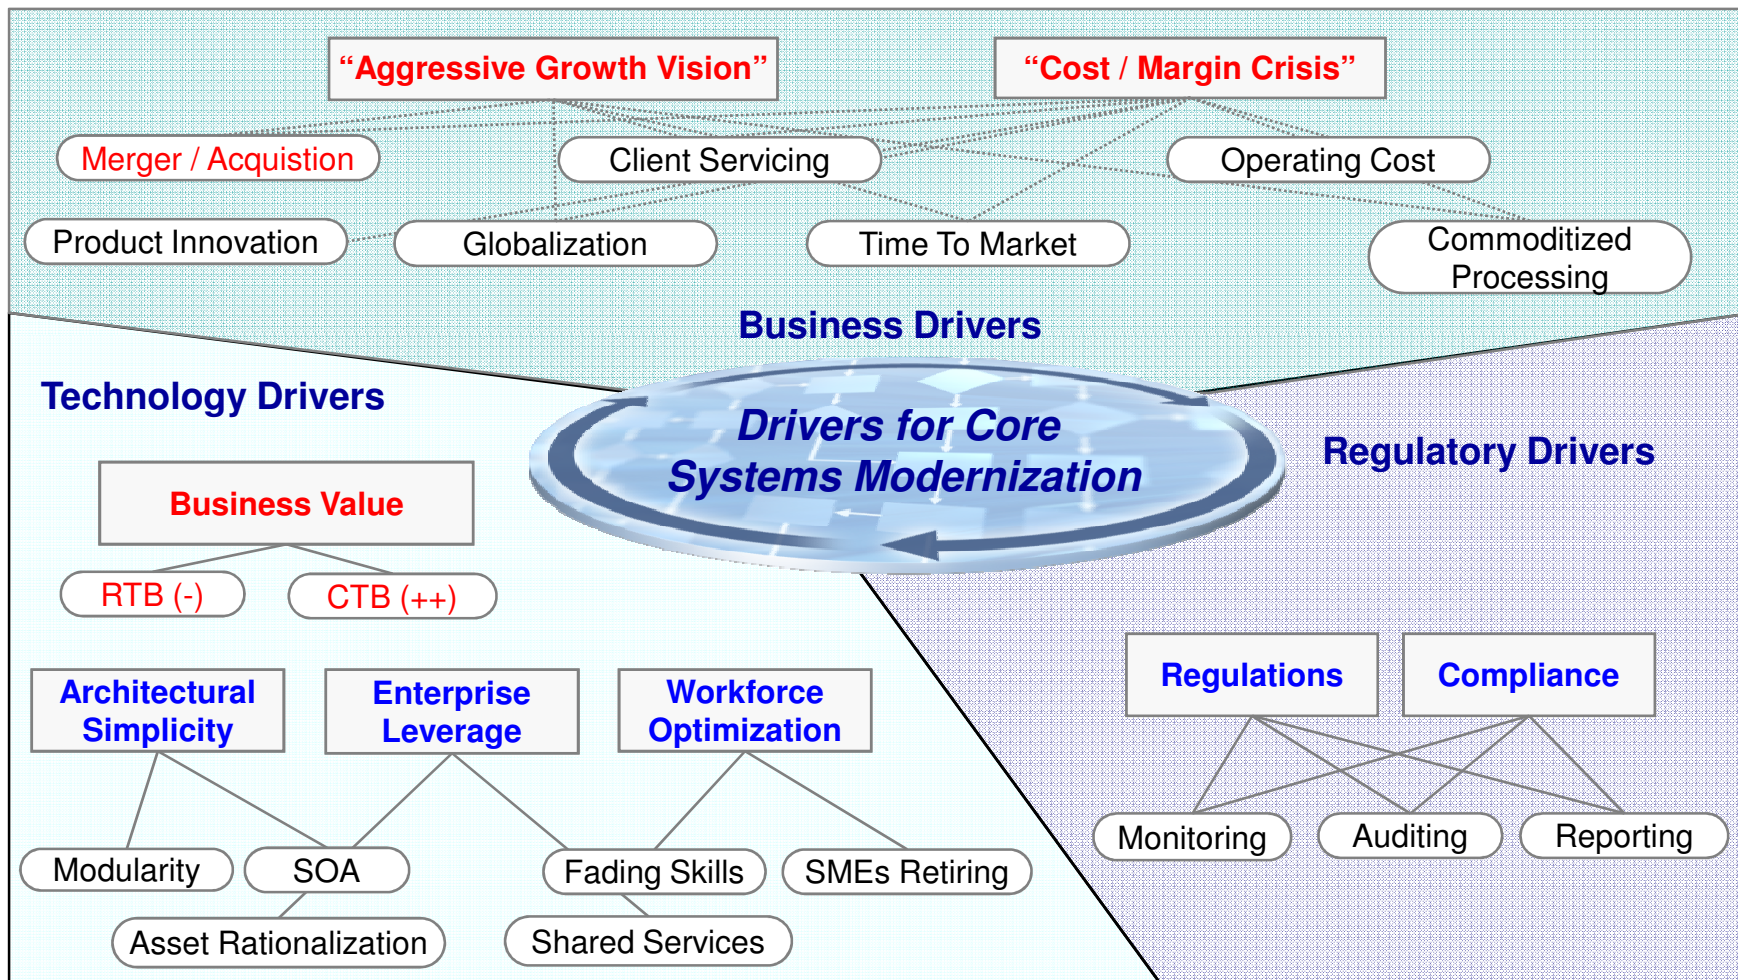 “Aggressive Growth Vision”
“Cost / Margin Crisis”
Merger / Acquistion
Client Servicing
Operating Cost
Product Innovation
Globalization
Time To Market
Commoditized
Processing
Business Drivers
Technology Drivers
Drivers for Core
Systems Modernization
Regulatory Drivers
Business Value
RTB (-)
CTB (++)
Architectural
Simplicity
Enterprise
Leverage
Workforce
Optimization
Regulations
Compliance
Modularity
SOA
Fading Skills
SMEs Retiring
Monitoring
Auditing
Reporting
Asset Rationalization
Shared Services